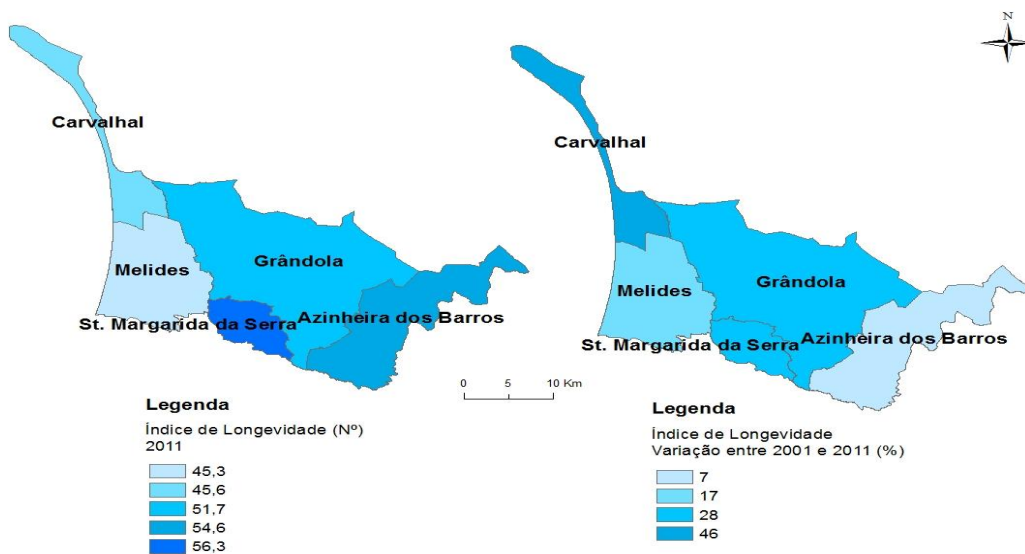 N
Carvalhal
Melides
Grândola
St. Margarida da Serra
Azinheira dos Barros
0 5 10 Km
Legenda
Índice de Longevidade (Nº)
2011
45,3
45,6
51,7
54,6
56,3
Carvalhal
Melides
Grândola
St. Margarida da Serra
Azinheira dos Barros
Legenda
Índice de Longevidade
Variação entre 2001 e 2011 (%)
7
17
28
46